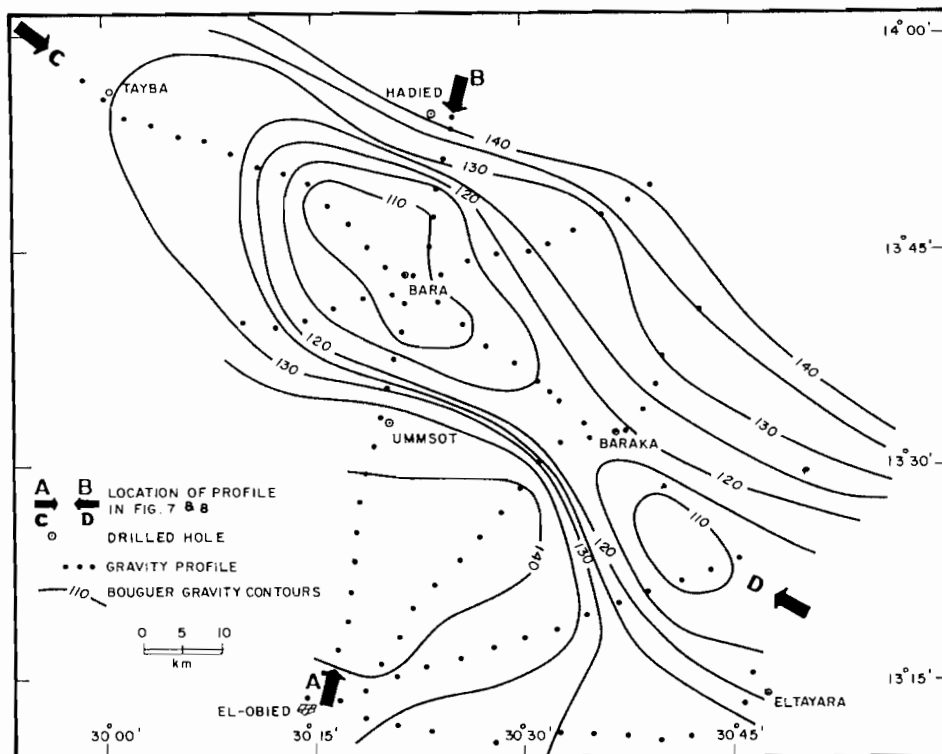 14°00'
C
B
HADIED
TAYBA
140
130
120
110
13°45'
BARA
120
140
130
130
UMMSOT
BARAKA
120
13°30'
A B LOCATION OF PROFILE
C D IN FIG. 7 & 8
DRILLED HOLE
GRAVITY PROFILE
110 BOUGUER GRAVITY CONTOURS
140
130
120
110
D
0 5 10
km
A
EL-OBIED
ELTAYARA
13°15'
30°00' 30°15' 30°30' 30°45'